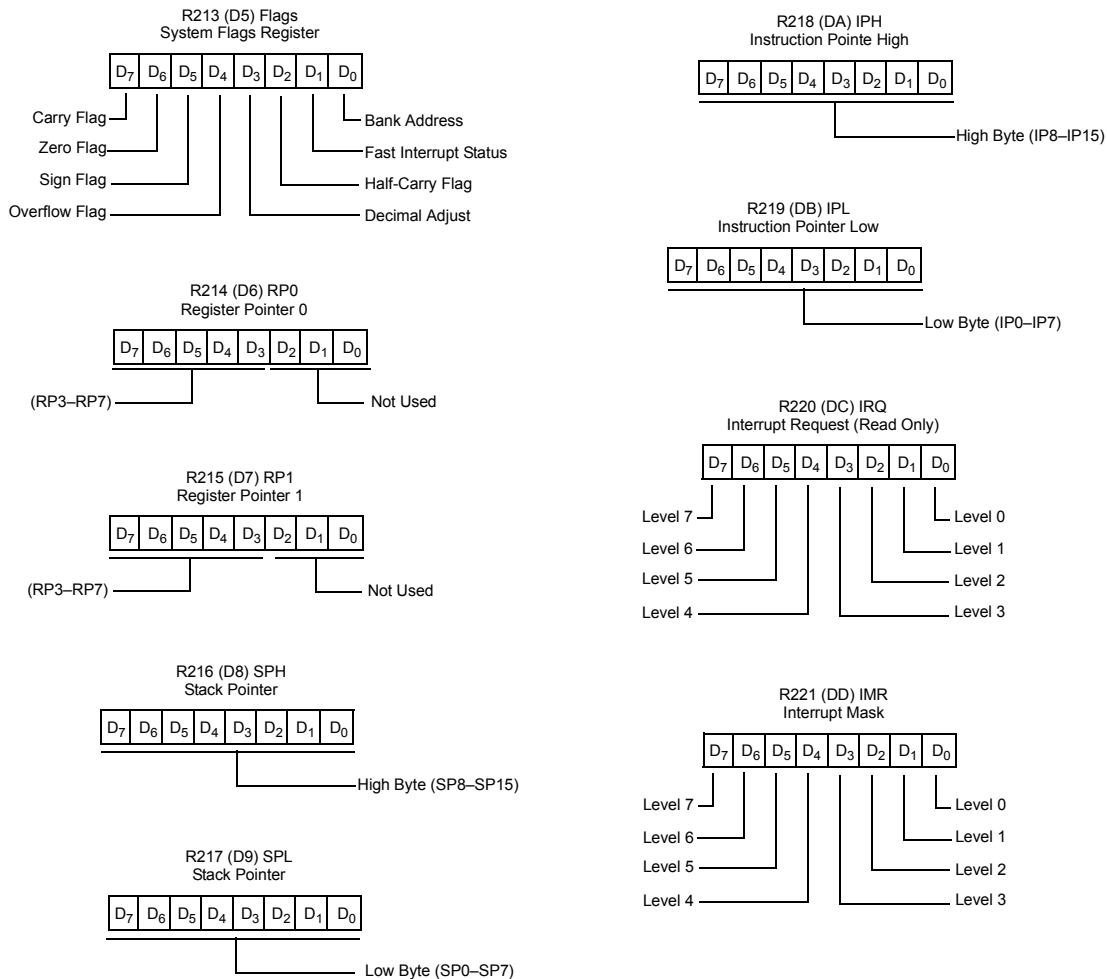 R213 (D5) Flags
System Flags Register
D7 D6 D5 D4 D3 D2 D1 D0
Carry Flag
Zero Flag
Sign Flag
Overflow Flag
Bank Address
Fast Interrupt Status
Half-Carry Flag
Decimal Adjust
R214 (D6) RP0
Register Pointer 0
D7 D6 D5 D4 D3 D2 D1 D0
(RP3–RP7)
Not Used
R215 (D7) RP1
Register Pointer 1
D7 D6 D5 D4 D3 D2 D1 D0
(RP3–RP7)
Not Used
R216 (D8) SPH
Stack Pointer
D7 D6 D5 D4 D3 D2 D1 D0
High Byte (SP8–SP15)
R217 (D9) SPL
Stack Pointer
D7 D6 D5 D4 D3 D2 D1 D0
Low Byte (SP0–SP7)
R218 (DA) IPH
Instruction Pointe High
D7 D6 D5 D4 D3 D2 D1 D0
High Byte (IP8–IP15)
R219 (DB) IPL
Instruction Pointer Low
D7 D6 D5 D4 D3 D2 D1 D0
Low Byte (IP0–IP7)
R220 (DC) IRQ
Interrupt Request (Read Only)
D7 D6 D5 D4 D3 D2 D1 D0
Level 7
Level 6
Level 5
Level 4
Level 0
Level 1
Level 2
Level 3
R221 (DD) IMR
Interrupt Mask
D7 D6 D5 D4 D3 D2 D1 D0
Level 7
Level 6
Level 5
Level 4
Level 0
Level 1
Level 2
Level 3